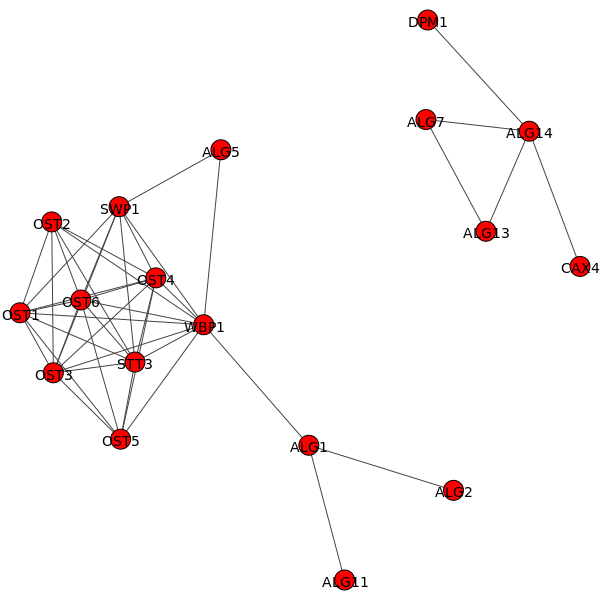 DPM1
ALG7
ALG14
ALG5
SWP1
OST2
ALG13
CAX4
OST4
OST6
OST1
WBP1
STT3
OST3
OST5
ALG1
ALG2
ALG11